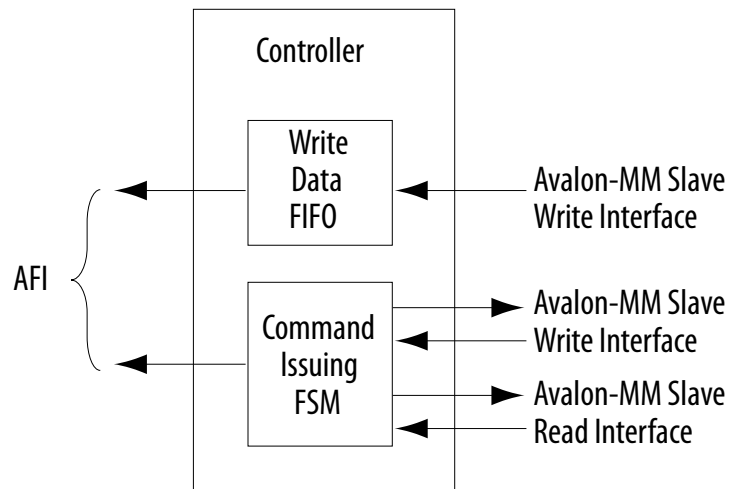 Controller
Write
Data
FIFO
Avalon-MM Slave
Write Interface
AFI
Command
Issuing
FSM
Avalon-MM Slave
Write Interface
Avalon-MM Slave
Read Interface